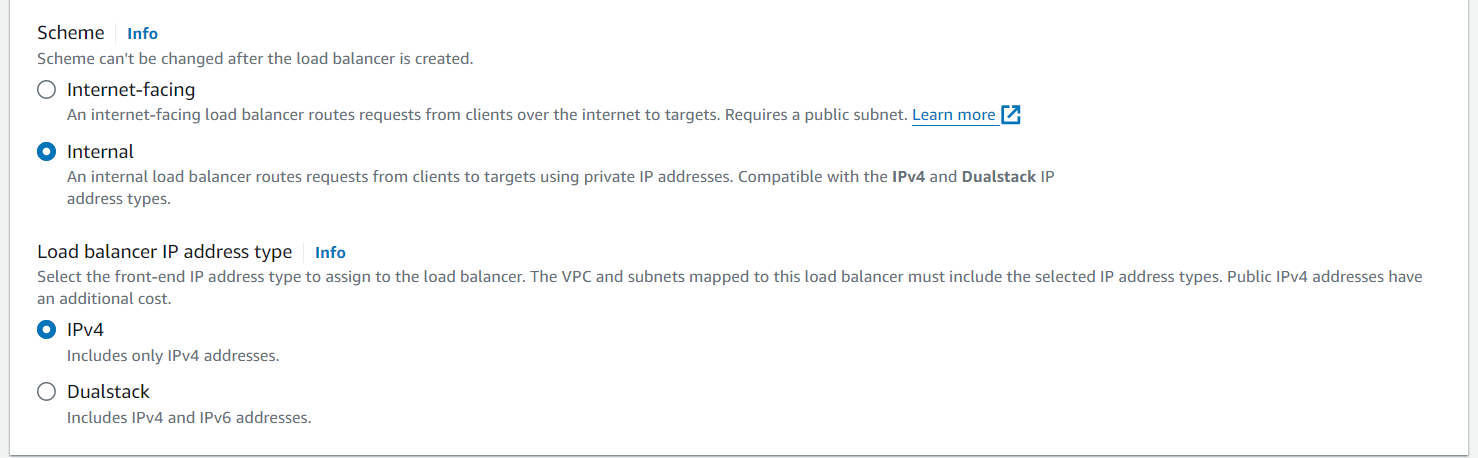 Scheme Info
Scheme can't be changed after the load balancer is created.
Internet-facing
An internet-facing load balancer routes requests from clients over the internet to targets. Requires a public subnet. Learn more
Internal
An internal load balancer routes requests from clients to targets using private IP addresses. Compatible with the IPv4 and Dualstack IP
address types.
Load balancer IP address type Info
Select the front-end IP address type to assign to the load balancer. The VPC and subnets mapped to this load balancer must include the selected IP address types. Public IPv4 addresses have
an additional cost.
IPv4
Includes only IPv4 addresses.
Dualstack
Includes IPv4 and IPv6 addresses.